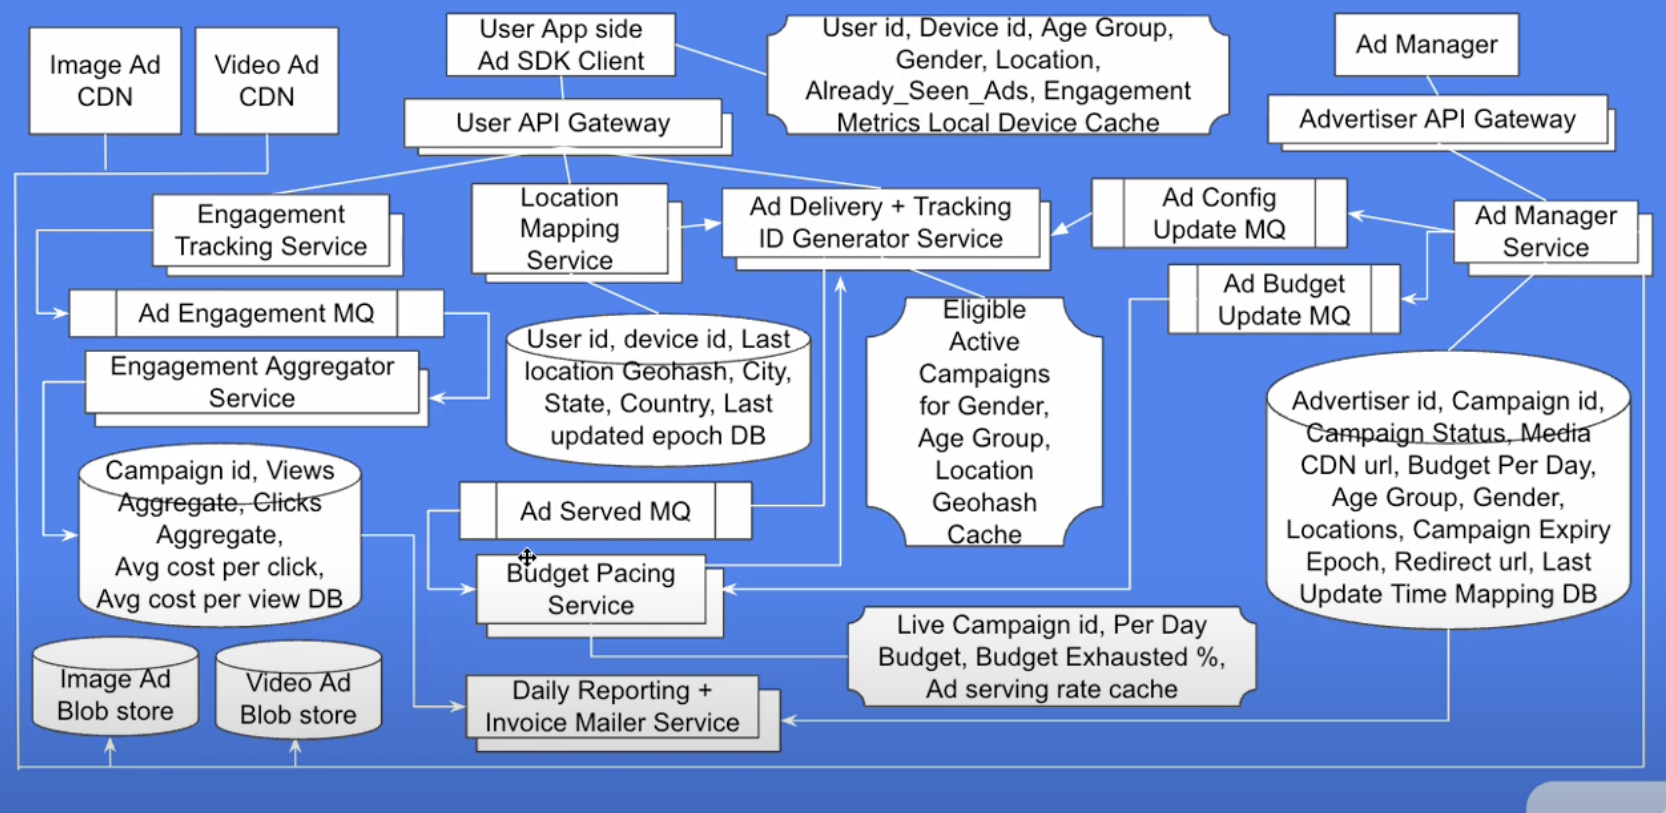 Image Ad
CDN
Video Ad
CDN
User App side
Ad SDK Client
User id, Device id, Age Group,
Gender, Location,
Already_Seen_Ads, Engagement
Metrics Local Device Cache
Ad Manager
User API Gateway
Advertiser API Gateway
Engagement
Tracking Service
Location
Mapping
Service
Ad Delivery + Tracking
ID Generator Service
Ad Config
Update MQ
Ad Manager
Service
Ad Engagement MQ
Ad Budget
Update MQ
Engagement Aggregator
Service
User id, device id, Last
location Geohash, City,
State, Country, Last
updated epoch DB
Eligible
Active
Campaigns
for Gender,
Age Group,
Location
Geohash
Cache
Advertiser id, Campaign id,
Campaign Status, Media
CDN url, Budget Per Day,
Age Group, Gender,
Locations, Campaign Expiry
Epoch, Redirect url, Last
Update Time Mapping DB
Campaign id, Views
Aggregate, Clicks
Aggregate,
Avg cost per click,
Avg cost per view DB
Ad Served MQ
Budget Pacing
Service
Live Campaign id, Per Day
Budget, Budget Exhausted %,
Ad serving rate cache
Image Ad
Blob store
Video Ad
Blob store
Daily Reporting +
Invoice Mailer Service